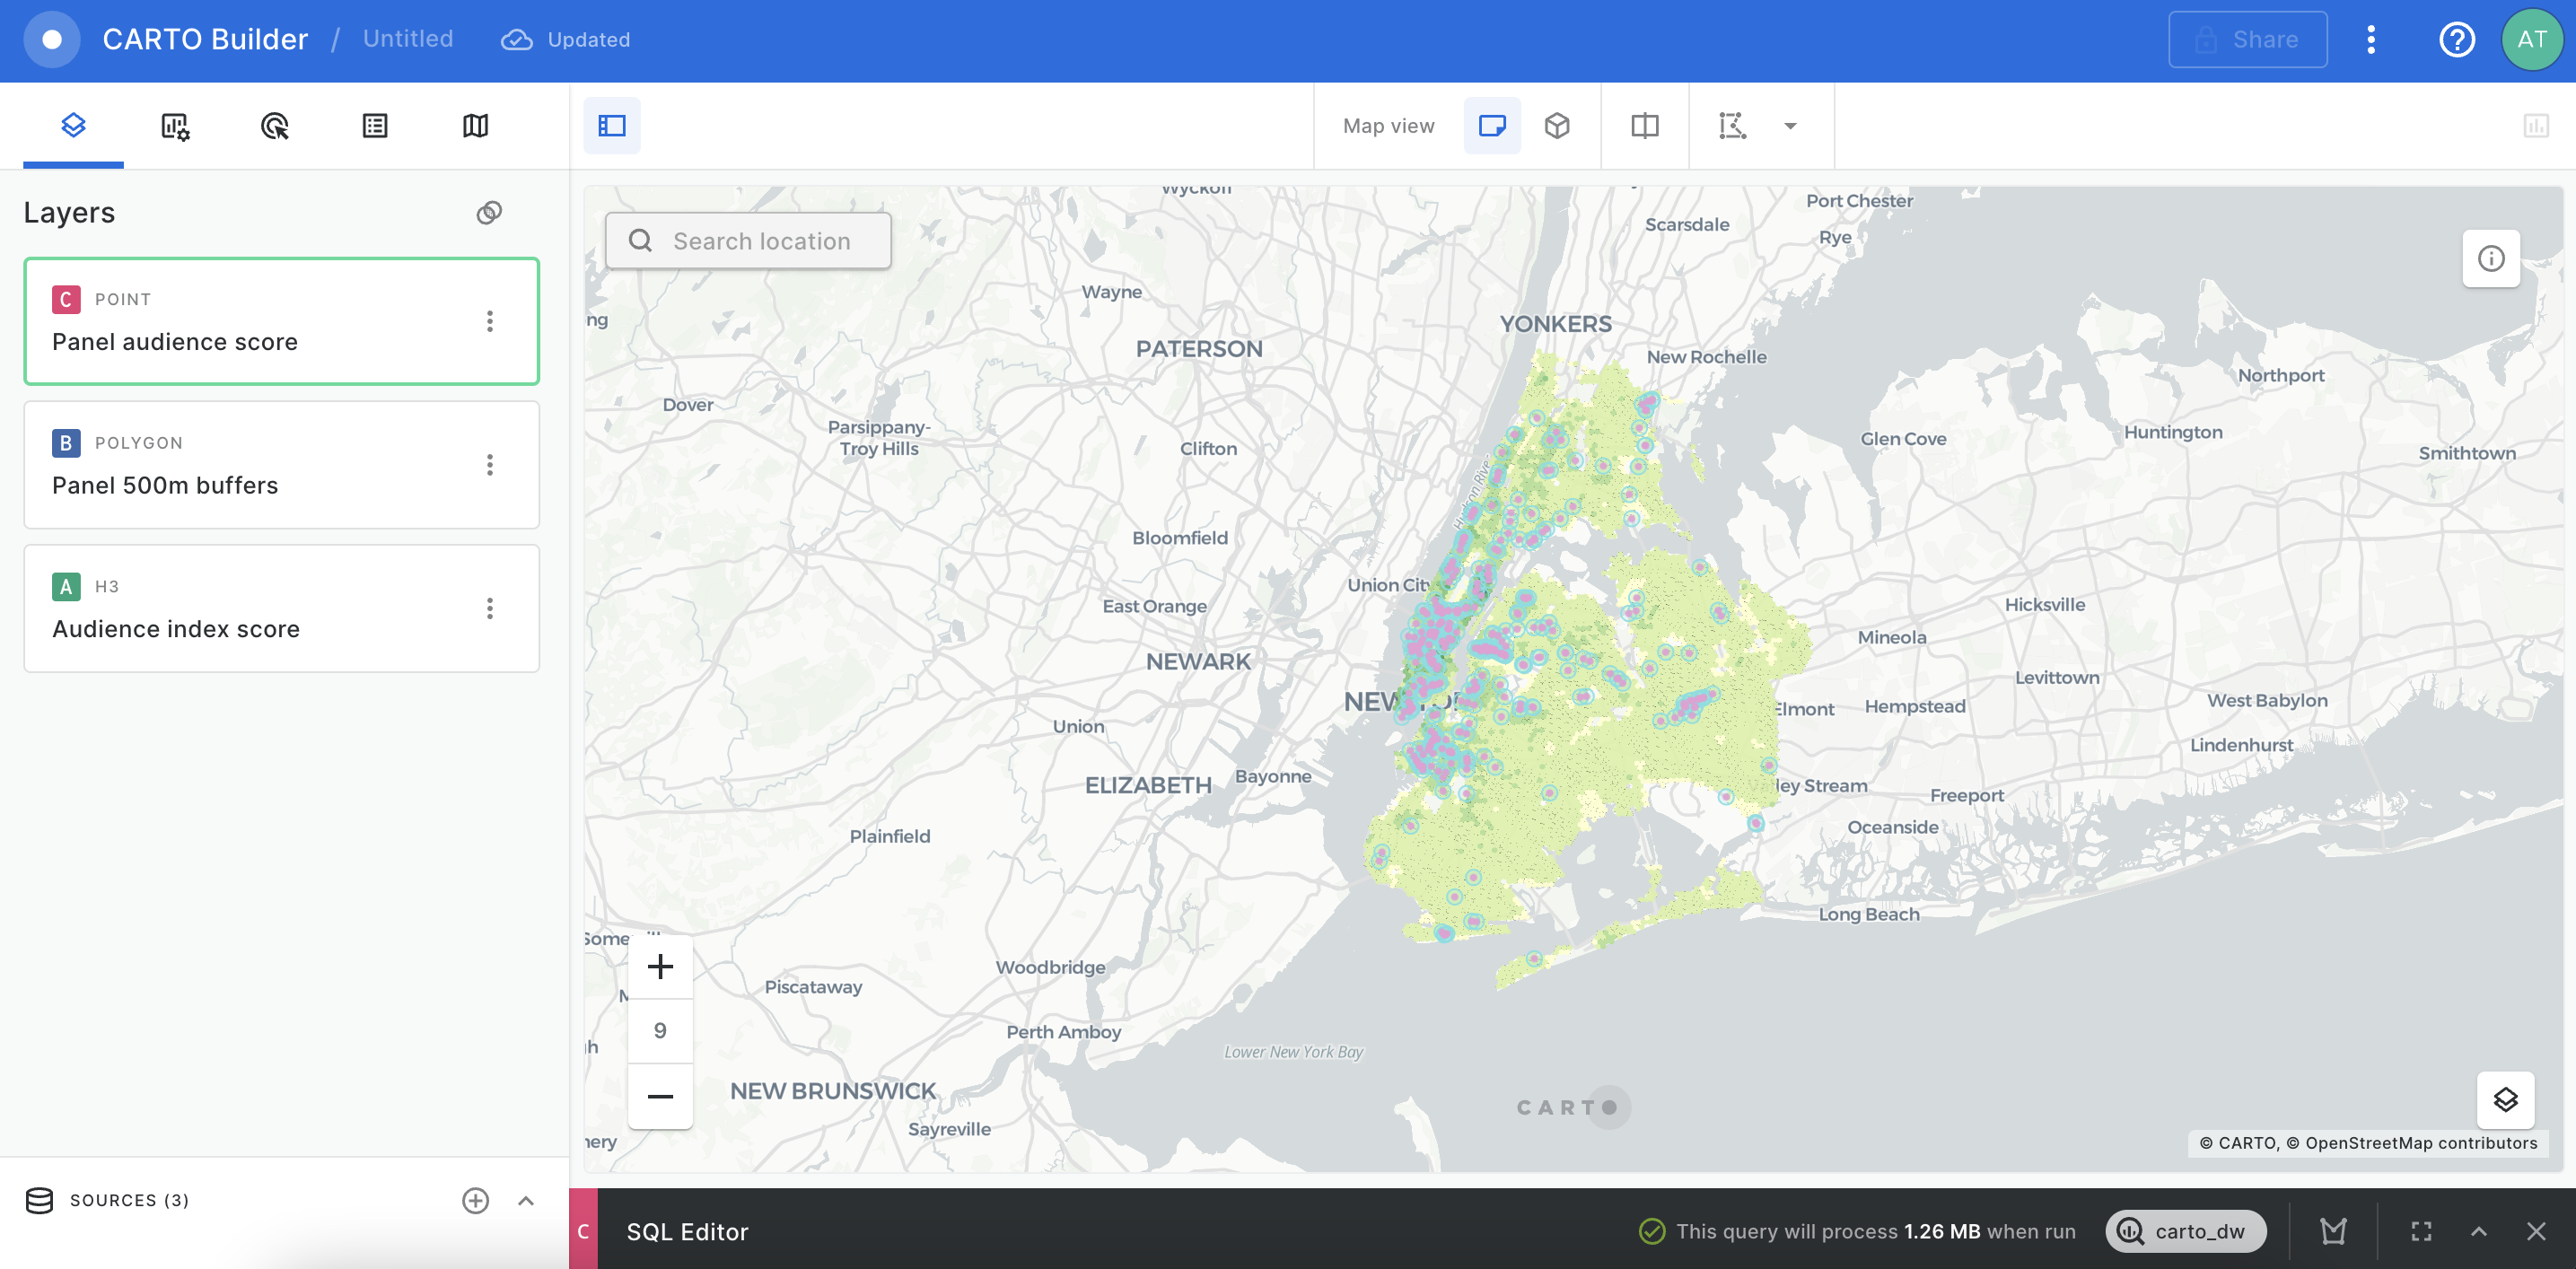 CARTO Builder / Untitled Updated
Share
AT
Map view
Layers
C POINT
Panel audience score
B POLYGON
Panel 500m buffers
A H3
Audience index score
SOURCES (3)
Search location
Wyckoff
Port Chester
Scarsdale
Rye
Wayne
YONKERS
PATERSON
New Rochelle
Northport
Dover
Parsippany-
Troy Hills
Clifton
Glen Cove
Huntington
Smithtown
Bloomfield
Union City
East Orange
Hicksville
Mineola
NEWARK
Levittown
NEW YORK
Elmont
Hempstead
West Babylon
Union
Lindenhurst
ELIZABETH
Bayonne
ley Stream
Freeport
Plainfield
Oceanside
Long Beach
Woodbridge
Piscataway
9
Perth Amboy
Lower New York Bay
NEW BRUNSWICK
CARTO
Sayreville
© CARTO, © OpenStreetMap contributors
C
SQL Editor
This query will process 1.26 MB when run
carto_dw